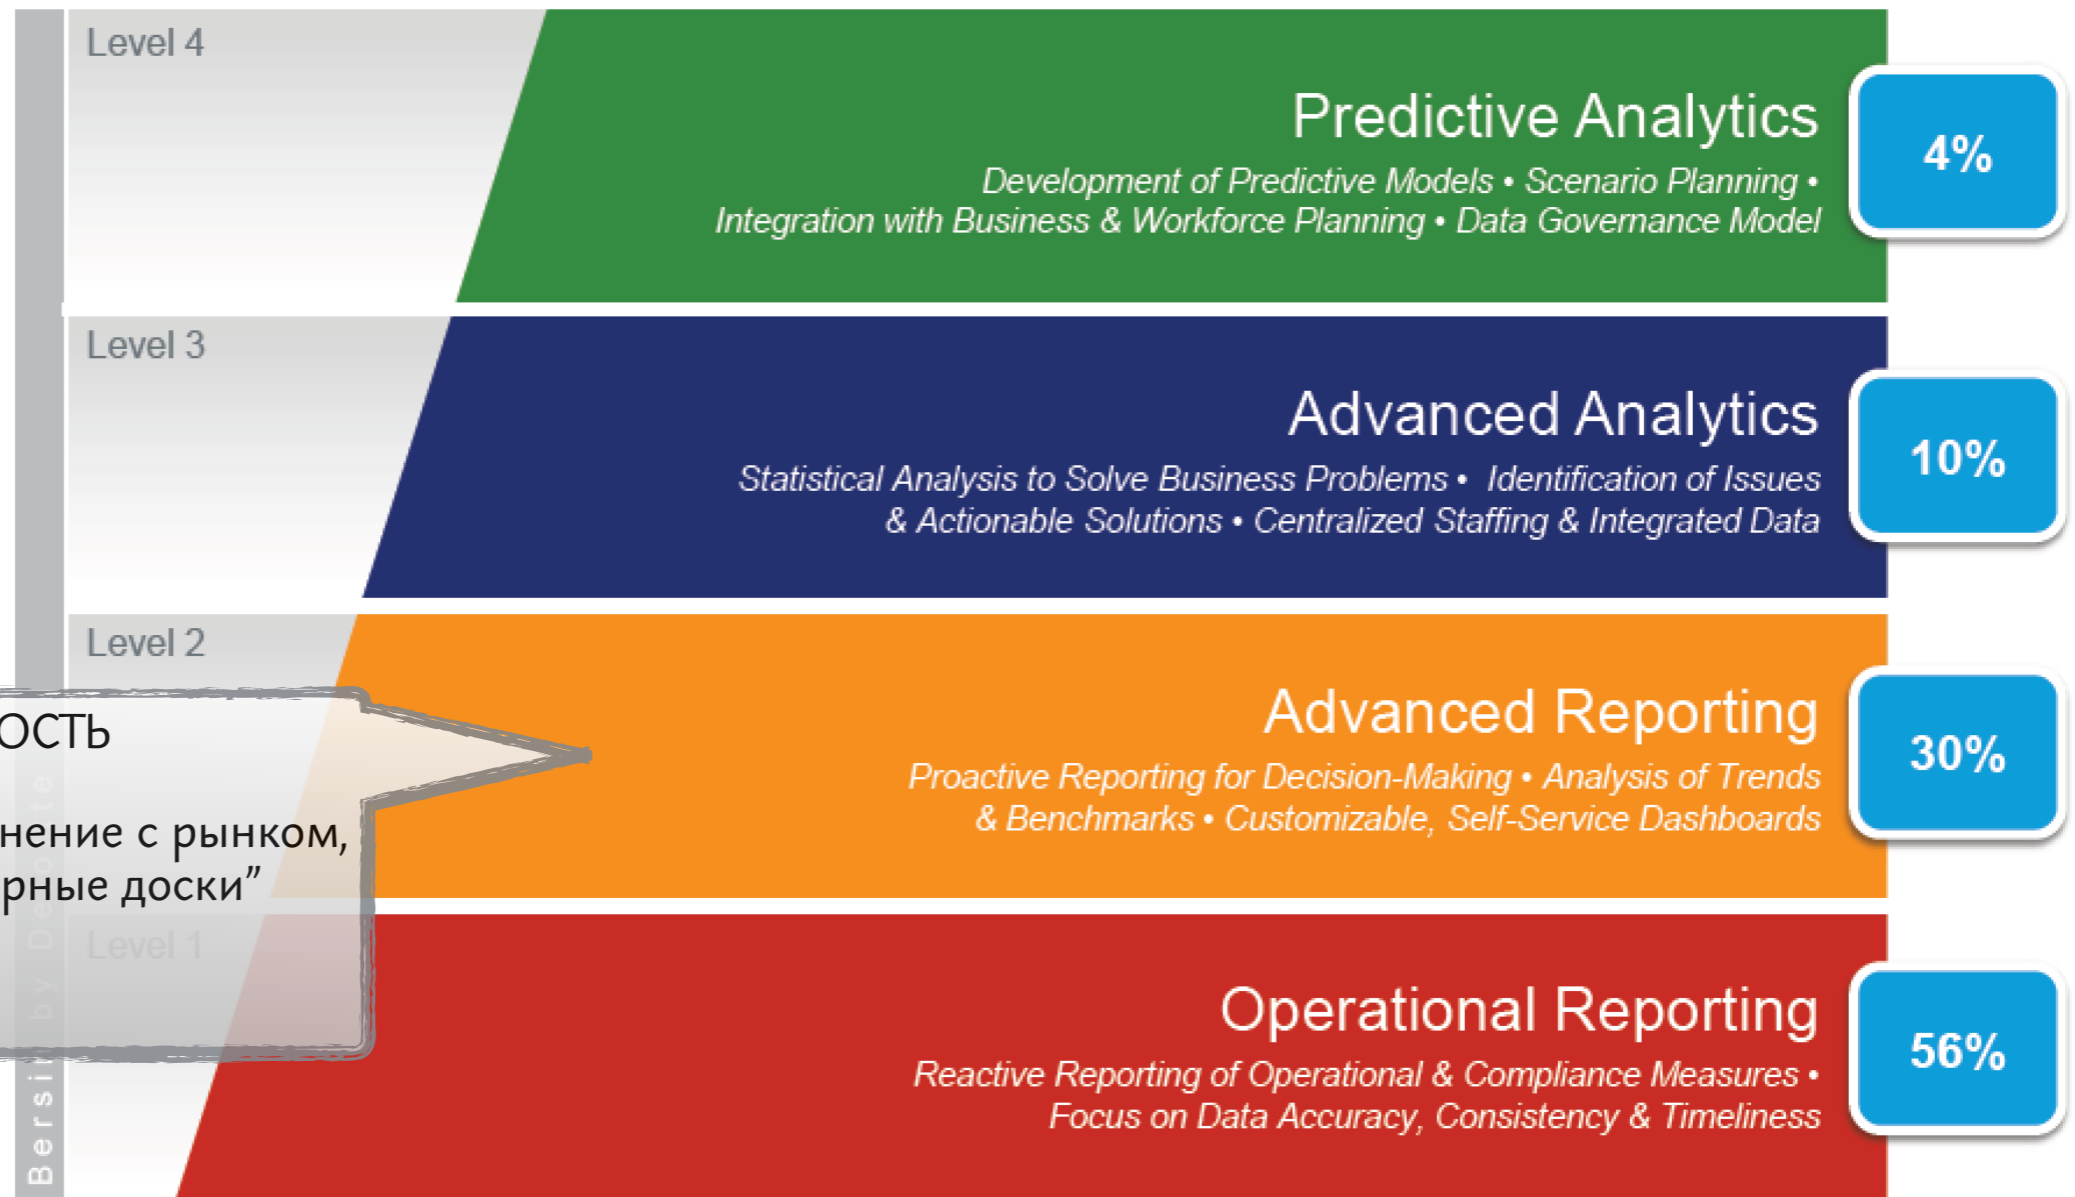 Level 4
Predictive Analytics
Development of Predictive Models • Scenario Planning •
Integration with Business & Workforce Planning • Data Governance Model
4%
Level 3
Advanced Analytics
Statistical Analysis to Solve Business Problems • Identification of Issues
& Actionable Solutions • Centralized Staffing & Integrated Data
10%
Level 2
Advanced Reporting
Proactive Reporting for Decision-Making • Analysis of Trends
& Benchmarks • Customizable, Self-Service Dashboards
30%
ОСТЬ
нение с рынком,
рные доски”
Level 1
Operational Reporting
Reactive Reporting of Operational & Compliance Measures •
Focus on Data Accuracy, Consistency & Timeliness
56%
Bersin by